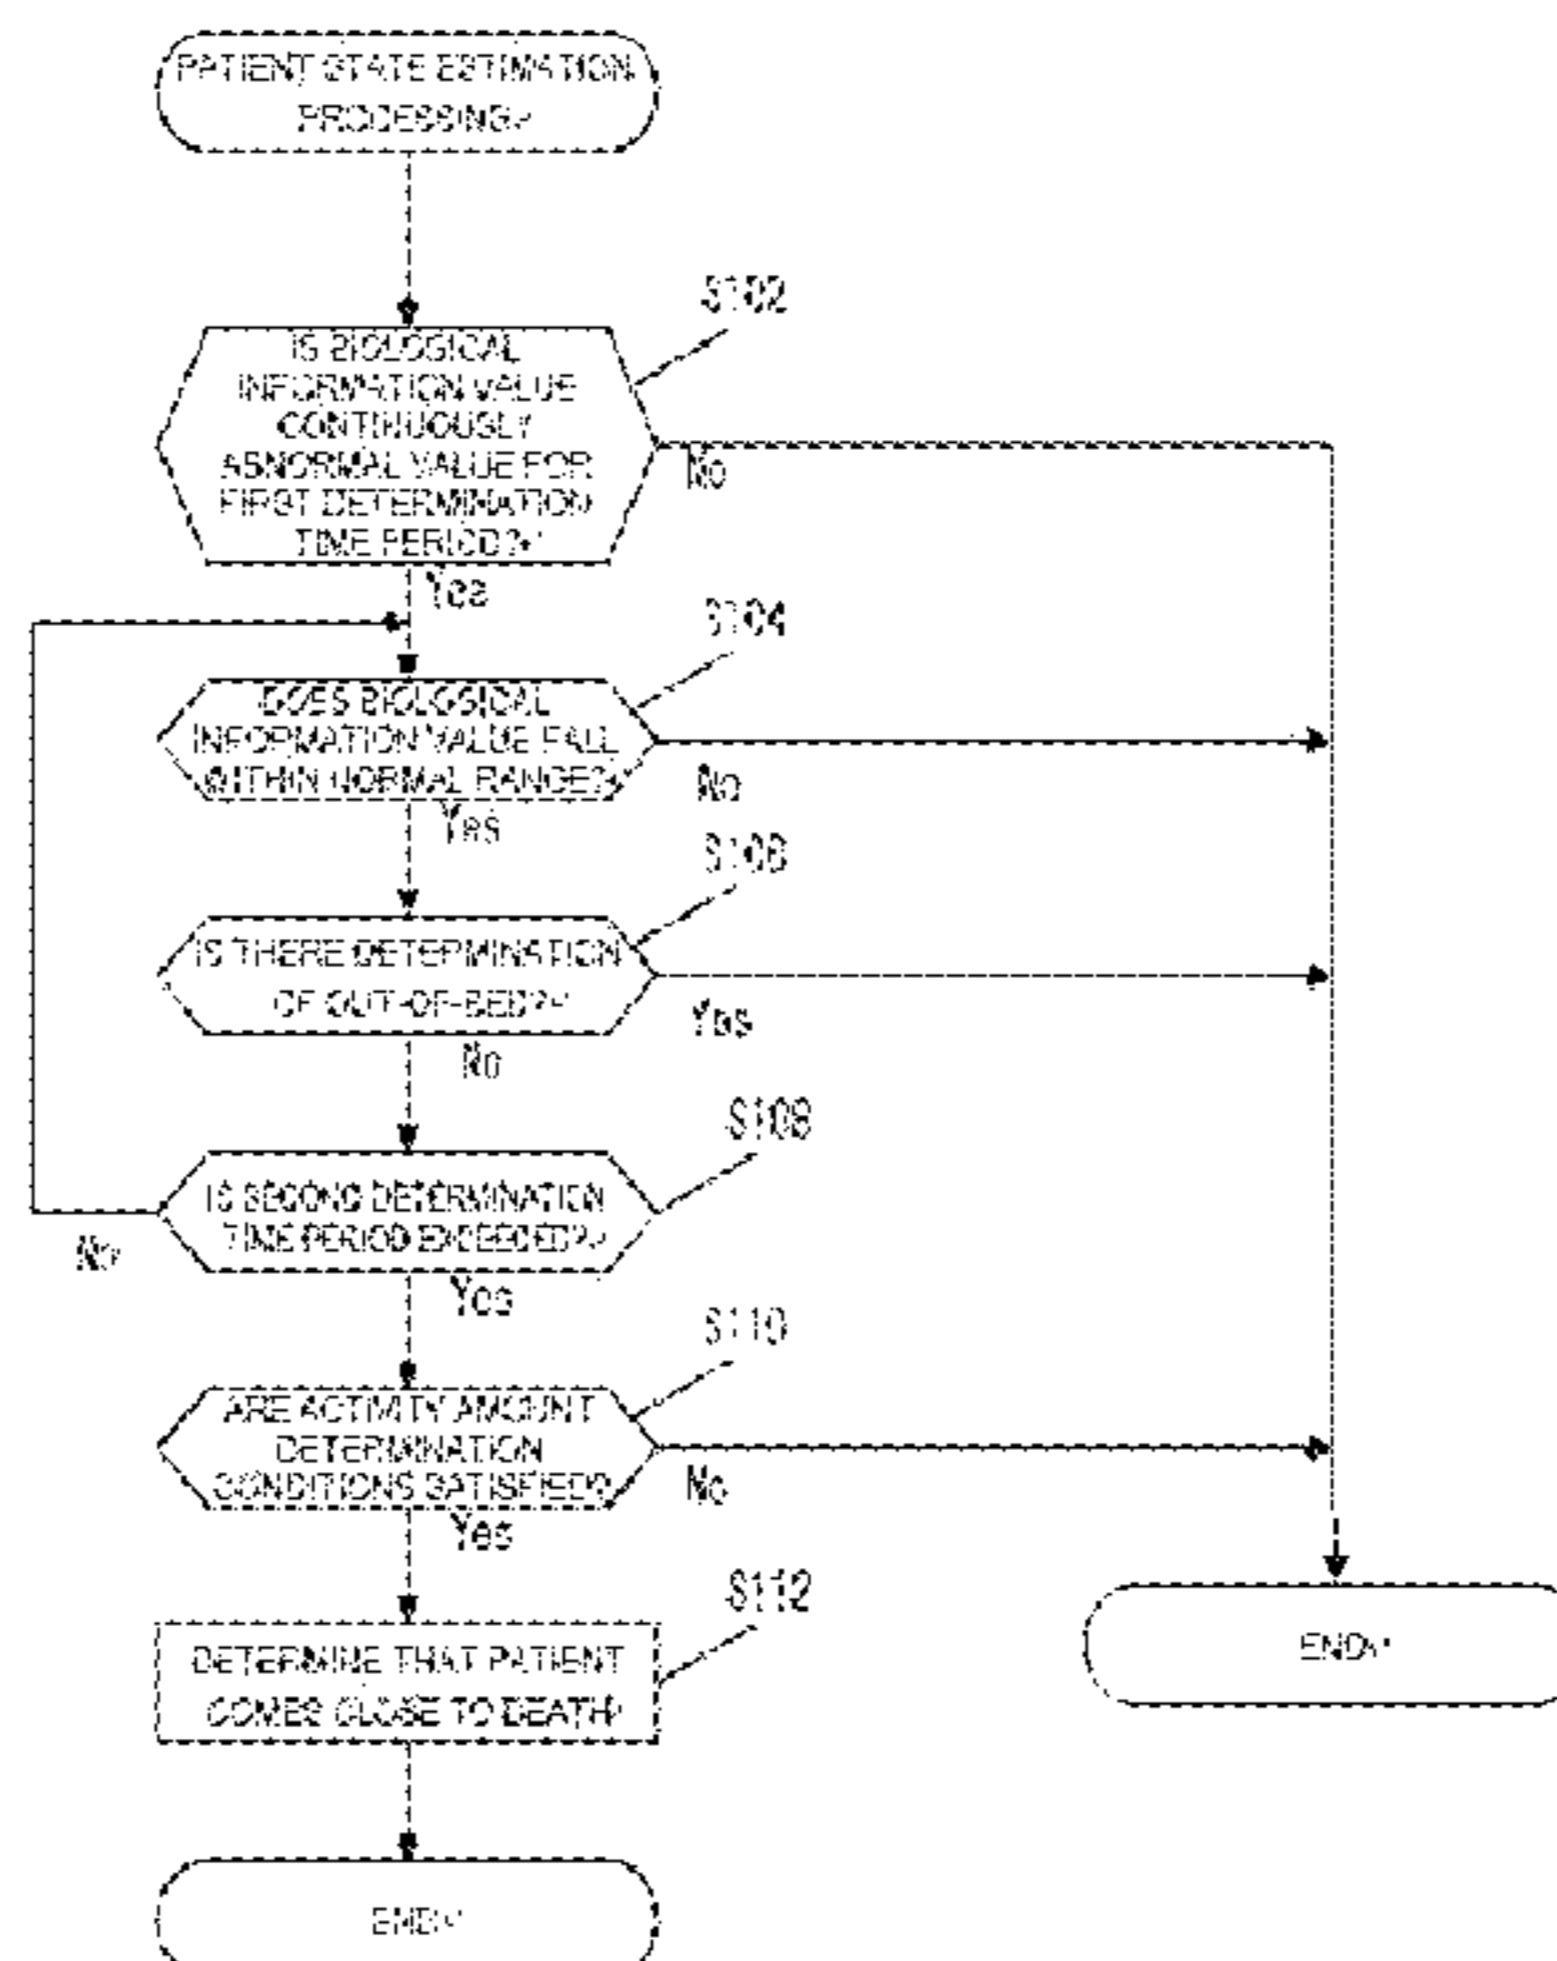 PATIENT STATE ESTIMATION
PROCESSING
S102
IS BIOLOGICAL
INFORMATION VALUE
CONTINUOUSLY
ABNORMAL VALUE FOR
FIRST DETERMINATION
TIME PERIOD?
No
Yes
S104
DOES BIOLOGICAL
INFORMATION VALUE FALL
WITHIN NORMAL RANGE?
No
Yes
S106
IS THERE DETERMINATION
OF OUT-OF-BED?
Yes
No
S108
IS SECOND DETERMINATION
TIME PERIOD EXCEEDED?
No
Yes
S110
ARE ACTIVITY AMOUNT
DETERMINATION
CONDITIONS SATISFIED?
No
Yes
S112
DETERMINE THAT PATIENT
COMES CLOSE TO DEATH
END
END